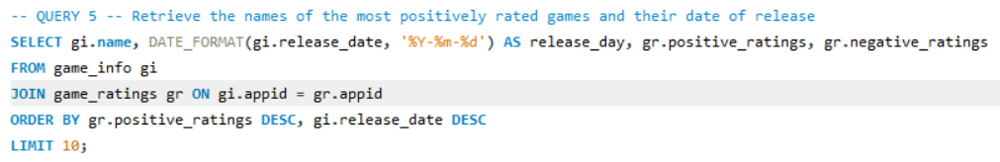 -- QUERY 5 -- Retrieve the names of the most positively rated games and their date of release
SELECT gi.name, DATE_FORMAT(gi.release_date, '%Y-%m-%d') AS release_day, gr.positive_ratings, gr.negative_ratings
FROM game_info gi
JOIN game_ratings gr ON gi.appid = gr.appid
ORDER BY gr.positive_ratings DESC, gi.release_date DESC
LIMIT 10;